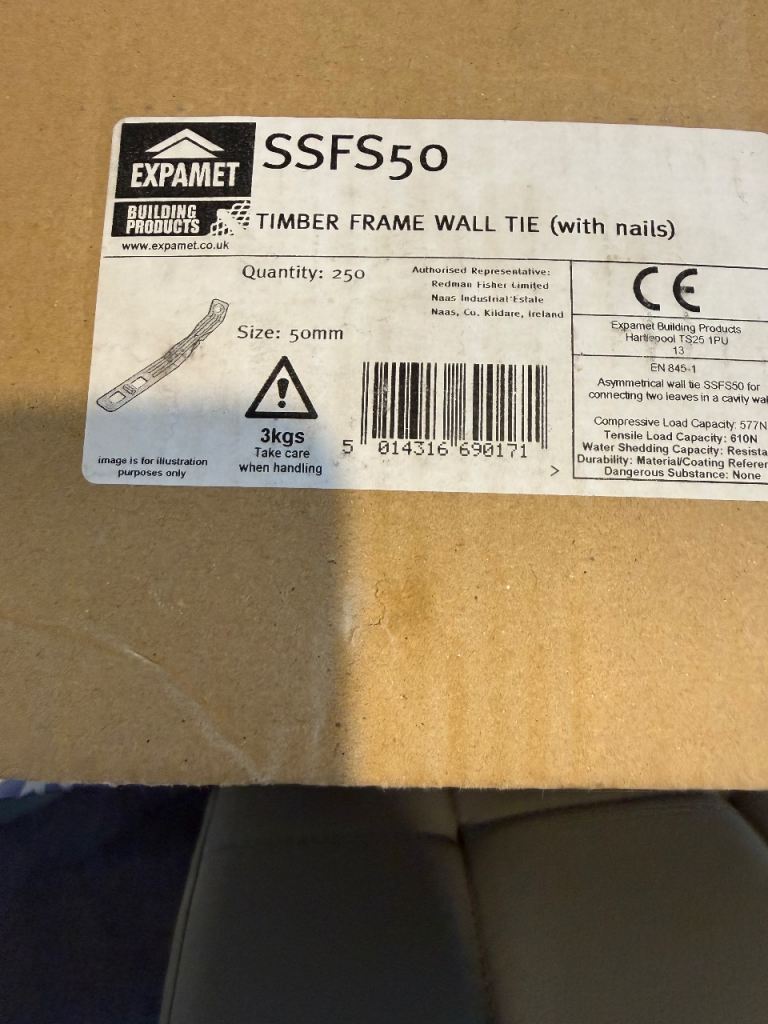 EXPAMET
BUILDING
PRODUCTS
www.expamet.co.uk
SSFS50
TIMBER FRAME WALL TIE (with nails)
Quantity: 250
Size: 50mm
Authorised Representative:
Redman Fisher Limited
Naas Industrial Estate
Naas, Co. Kildare, Ireland
CE
Expamet Building Products
Hartlepool TS25 1PU
13
EN 845-1
Asymmetrical wall tie SSFS50 for
connecting two leaves in a cavity
Compressive Load Capacity: 577N
Tensile Load Capacity: 610N
Water Shedding Capacity:
Durability: Material/Coating
Dangerous Substance: None
image is for illustration
purposes only
3kgs
Take care
when handling
5 014316 690171 >